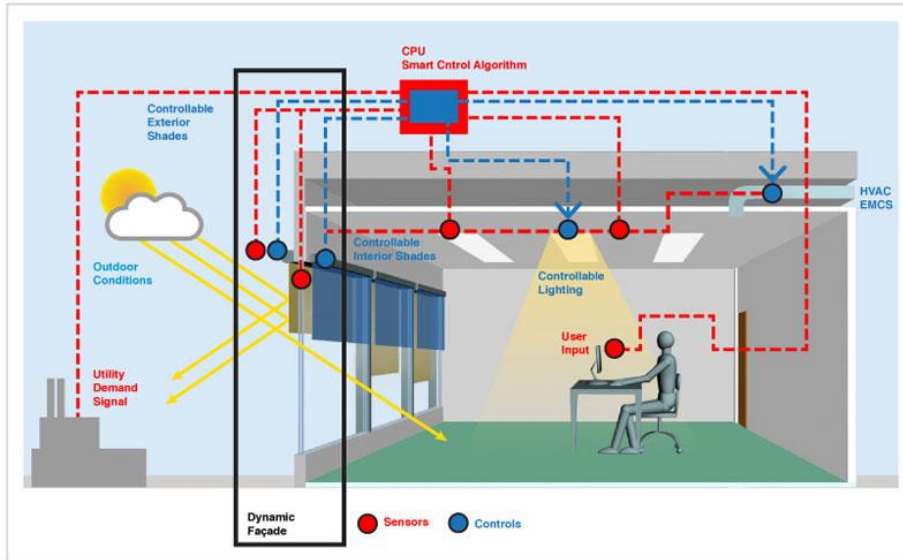 CPU
Smart Cntrol Algorithm
Controllable
Exterior
Shades
HVAC
EMCS
Controllable
Interior Shades
Outdoor
Conditions
Controllable
Lighting
User
Input
Utility
Demand
Signal
Dynamic
Façade
Sensors
Controls